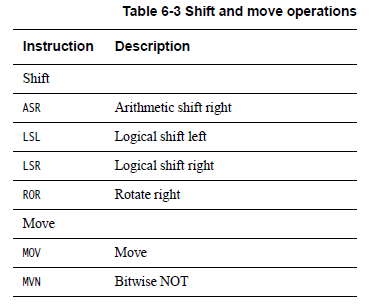 Table 6-3 Shift and move operations
Instruction Description
Shift
ASR Arithmetic shift right
LSL Logical shift left
LSR Logical shift right
ROR Rotate right
Move
MOV Move
MVN Bitwise NOT